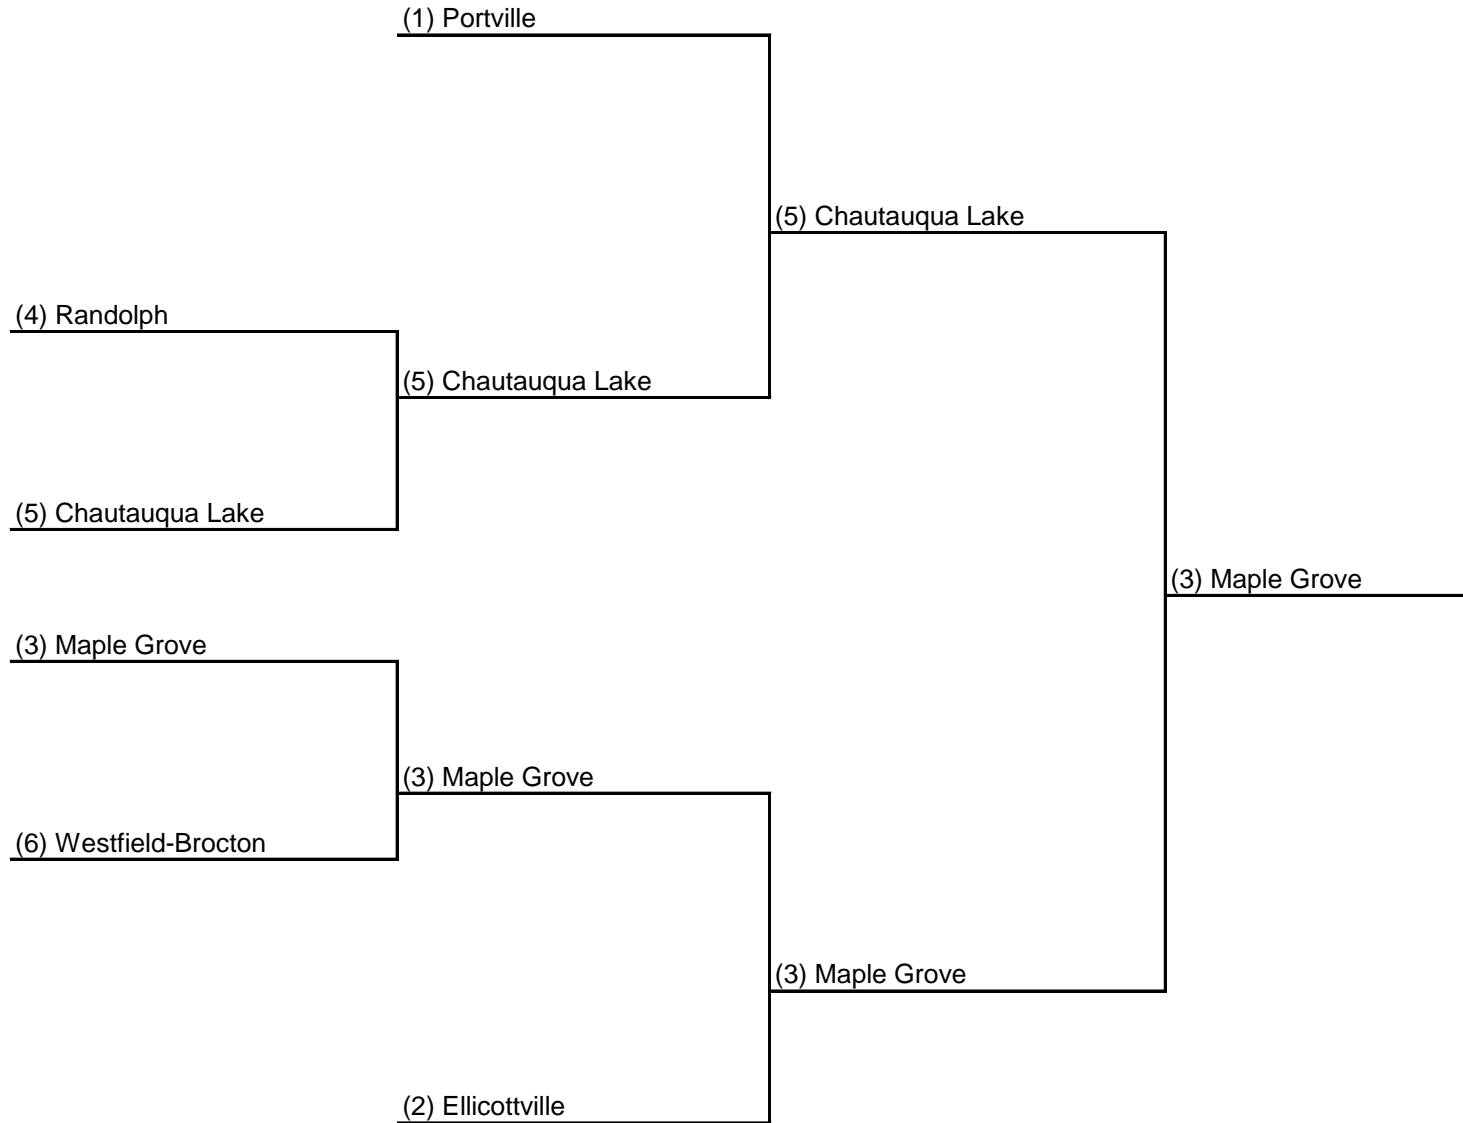 (1) Portville
(5) Chautauqua Lake
(4) Randolph
(5) Chautauqua Lake
(5) Chautauqua Lake
(3) Maple Grove
(3) Maple Grove
(3) Maple Grove
(6) Westfield-Brocton
(3) Maple Grove
(2) Ellicottville